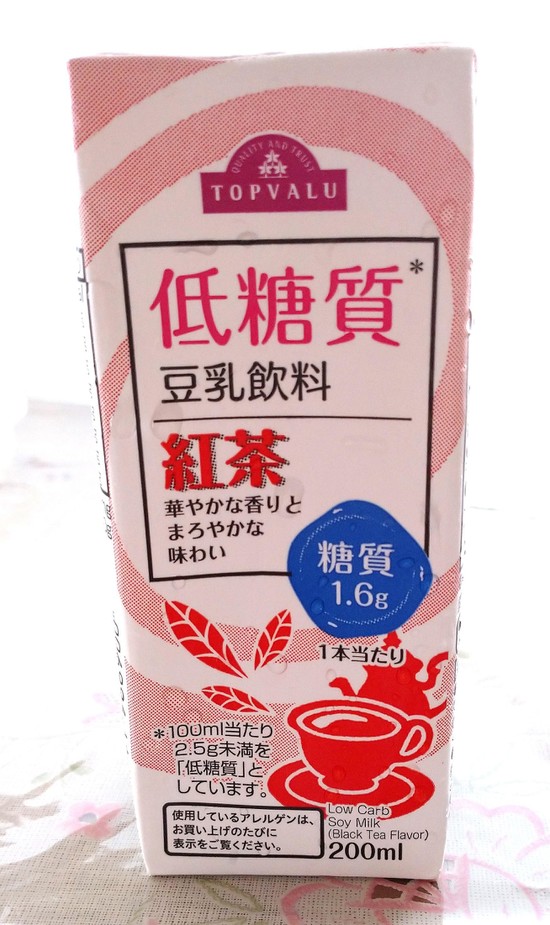 QUALITY AND TRUST
TOPVALU
低糖質*
豆乳飲料
紅茶
華やかな香りと
まろやかな
味わい
糖質
1.6g
1本当たり
*100ml当たり
2.5g未満を
「低糖質」と
しています。
使用しているアレルゲンは、
お買い上げのたびに
表示をご覧ください。
Low Carb
Soy Milk
(Black Tea Flavor)
200ml